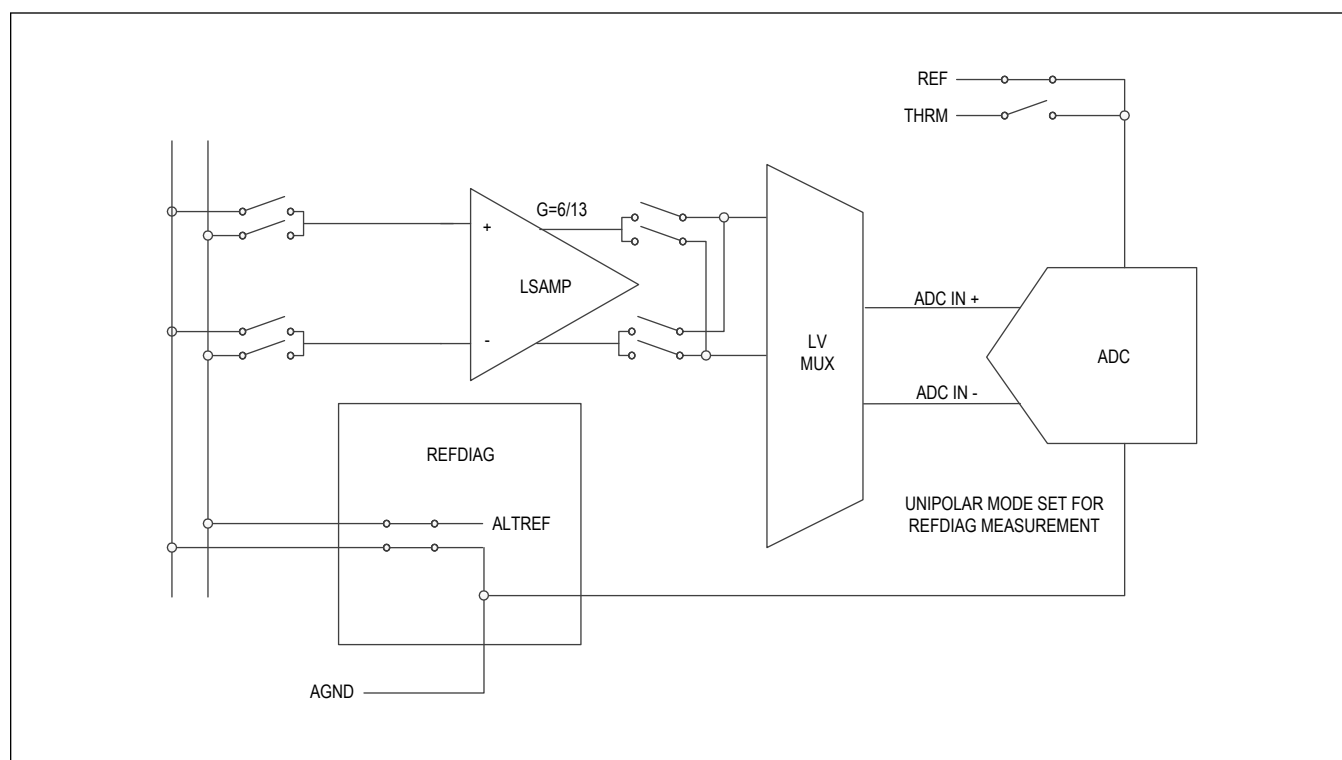 REF
THRM
G=6/13
+
LSAMP
-
LV
MUX
ADC IN +
ADC IN -
ADC
REFDIAG
ALTREF
UNIPOLAR MODE SET FOR
REFDIAG MEASUREMENT
AGND